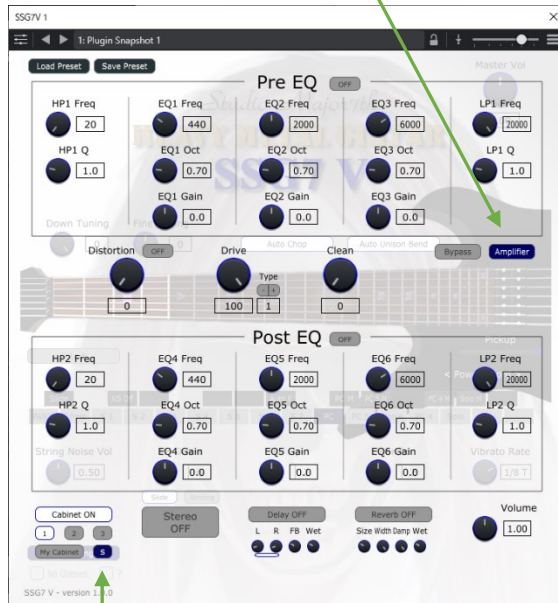 SSG7V 1
1: Plugin Snapshot 1
Load Preset Save Preset Master Vol
Pre EQ OFF
HP1 Freq EQ1 Freq EQ2 Freq EQ3 Freq LP1 Freq
20 440 2000 6000 20000
HP1 Q EQ1 Oct EQ2 Oct EQ3 Oct LP1 Q
1.0 0.70 0.70 0.70 1.0
SSG7 V
EQ1 Gain EQ2 Gain EQ3 Gain
0.0 0.0 0.0
Down Tuning
Auto Chop Auto Unison Bend
Distortion OFF Drive Clean Bypass Amplifier
Type
- +
0 100 1 0
Post EQ OFF
Pickup
HP2 Freq EQ4 Freq EQ5 Freq EQ6 Freq LP2 Freq
20 440 2000 6000 20000
HP2 Q EQ4 Oct EQ5 Oct EQ6 Oct LP2 Q
1.0 0.70 0.70 0.70 1.0
String Noise Vol EQ4 Gain EQ5 Gain EQ6 Gain Vibrato Rate
0.50 0.0 0.0 0.0 1/8 T
Slide
Cabinet ON Stereo OFF Delay OFF Reverb OFF Volume
1 2 3 L R FB Wet Size Width Damp Wet 1.00
My Cabinet S
SSG7 V - version 1.0.0